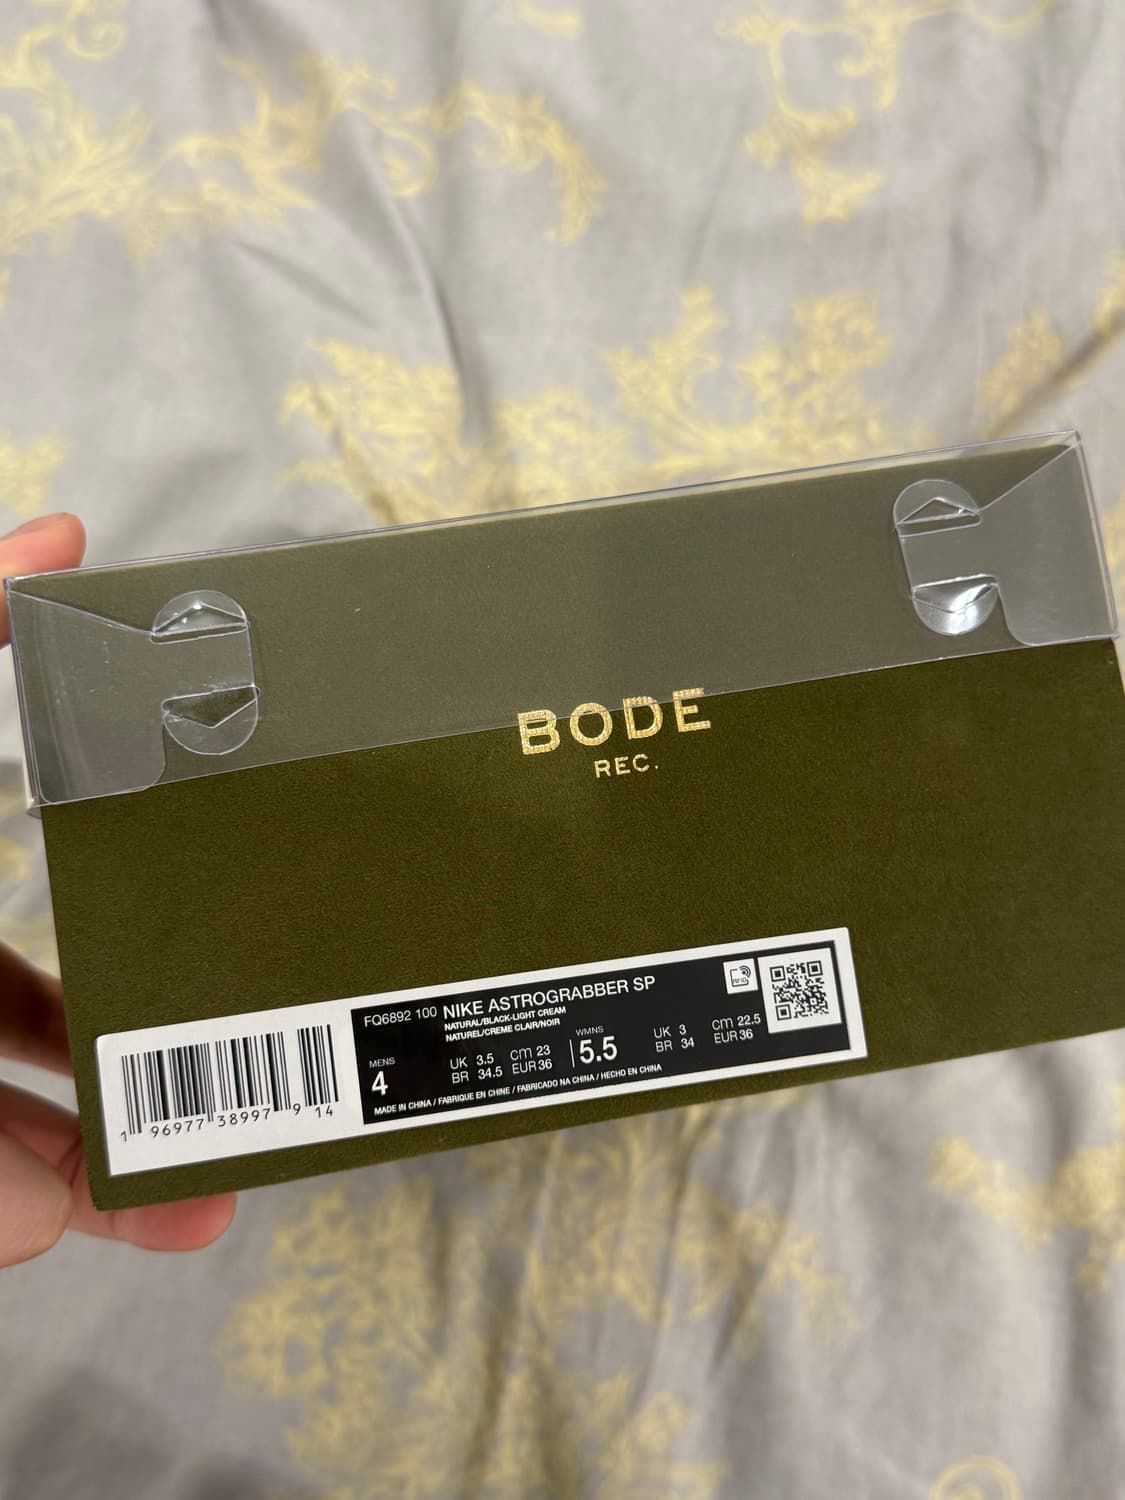 BODE
REC.
FQ6892 100 NIKE ASTROGRABBER SP
NATURAL/BLACK-LIGHT CREAM
NATUREL/CREME CLAIR/NOIR
MENS
4
UK 3.5 cm 23
BR 34.5 EUR 36
WMNS
5.5
UK 3 cm 22.5
BR 34 EUR 36
MADE IN CHINA / FABRIQUE EN CHINE / FABRICADO NA CHINA / HECHO EN CHINA
1 96977 38997 9 14
RFID